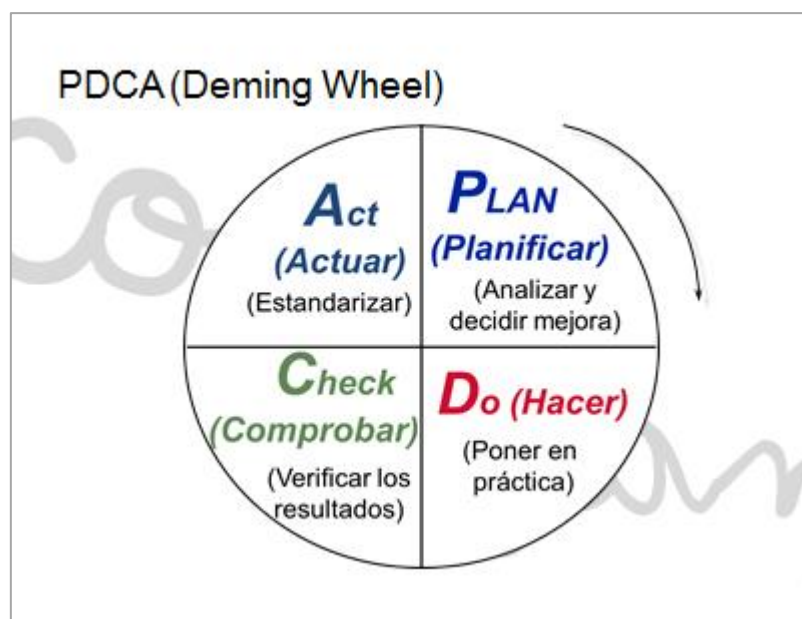 PDCA (Deming Wheel)
Act
(Actuar)
(Estandarizar)
PLAN
(Planificar)
(Analizar y
decidir mejora)
Check
(Comprobar)
(Verificar los
resultados)
Do (Hacer)
(Poner en
práctica)